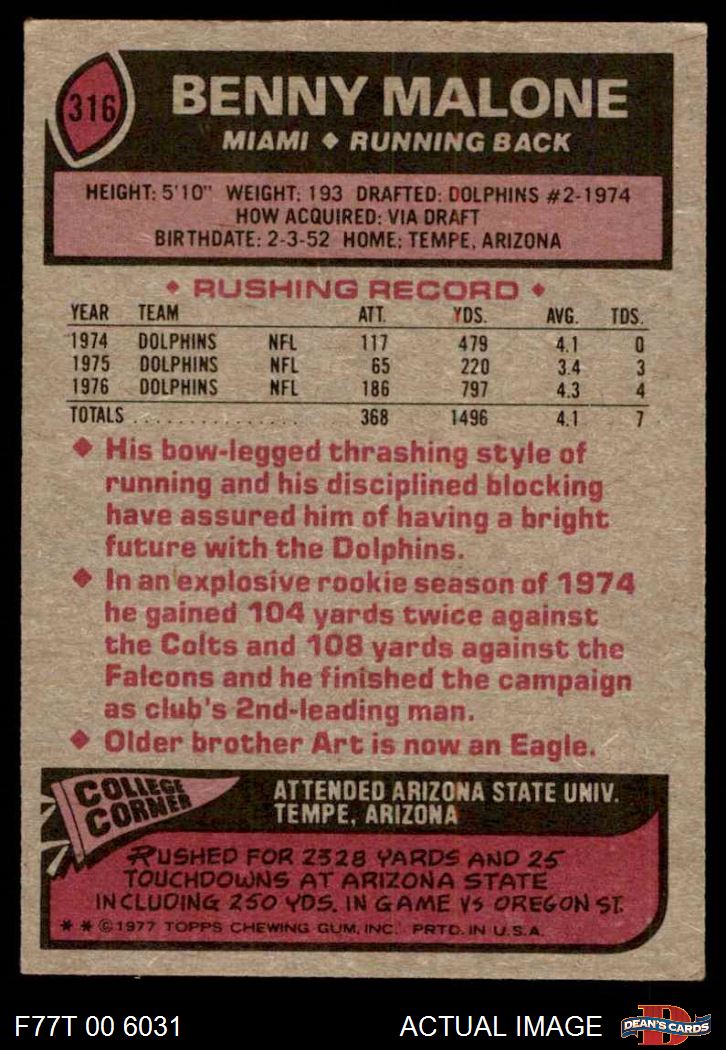 316
BENNY MALONE
MIAMI ◆ RUNNING BACK
HEIGHT: 5'10" WEIGHT: 193 DRAFTED: DOLPHINS #2-1974
HOW ACQUIRED: VIA DRAFT
BIRTHDATE: 2-3-52 HOME: TEMPE, ARIZONA
◆ RUSHING RECORD ◆
YEAR TEAM ATT. YDS. AVG. TDS.
1974 DOLPHINS NFL 117 479 4.1 0
1975 DOLPHINS NFL 65 220 3.4 3
1976 DOLPHINS NFL 186 797 4.3 4
TOTALS . . . . . . . . . . . . . . . 368 1496 4.1 7
◆ His bow-legged thrashing style of
running and his disciplined blocking
have assured him of having a bright
future with the Dolphins.
◆ In an explosive rookie season of 1974
he gained 104 yards twice against
the Colts and 108 yards against the
Falcons and he finished the campaign
as club's 2nd-leading man.
◆ Older brother Art is now an Eagle.
COLLEGE
CORNER
ATTENDED ARIZONA STATE UNIV.
TEMPE, ARIZONA
RUSHED FOR 2328 YARDS AND 25
TOUCHDOWNS AT ARIZONA STATE
INCLUDING 250 YDS. IN GAME VS OREGON ST.
* * © 1977 TOPPS CHEWING GUM, INC. PRTD. IN U.S.A.
F77T 00 6031 ACTUAL IMAGE
D
DEAN'S CARDS